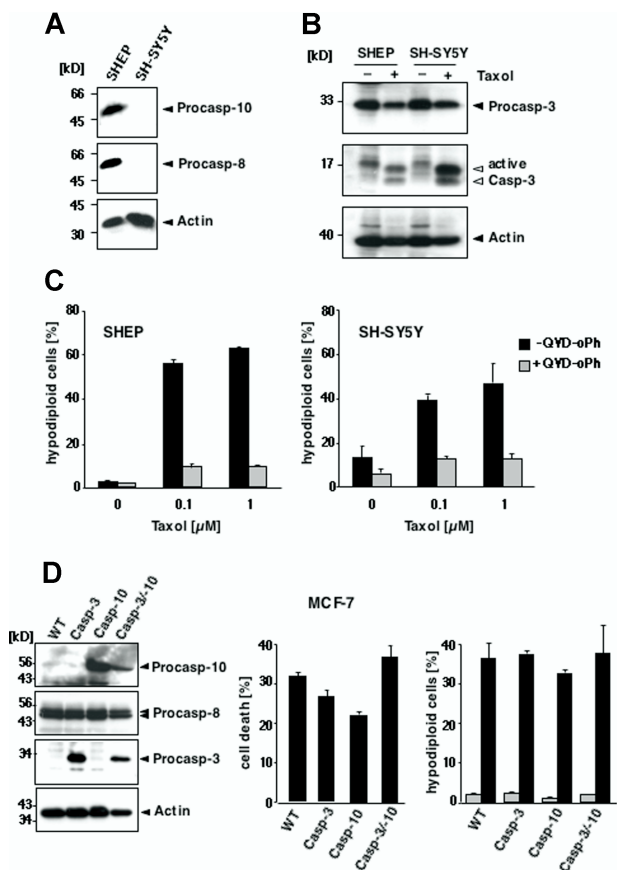 A
[kD]
SHEP
SH-SY5Y
66
45
Procasp-10
66
45
Procasp-8
45
30
Actin
B
[kD]
SHEP SH-SY5Y
– + – + Taxol
33
Procasp-3
17
active
Casp-3
40
Actin
C
hypodiploid cells [%]
80
60
40
20
0
SHEP
0 0.1 1
Taxol [µM]
hypodiploid cells [%]
80
60
40
20
0
SH-SY5Y
0 0.1 1
Taxol [µM]
-QVD-oPh
+QVD-oPh
D
[kD]
WT
Casp-3
Casp-10
Casp-3/-10
56
43
Procasp-10
56
43
Procasp-8
34
Procasp-3
43
34
Actin
MCF-7
cell death [%]
40
30
20
10
0
WT
Casp-3
Casp-10
Casp-3/-10
hypodiploid cells [%]
40
30
20
10
0
WT
Casp-3
Casp-10
Casp-3/-10